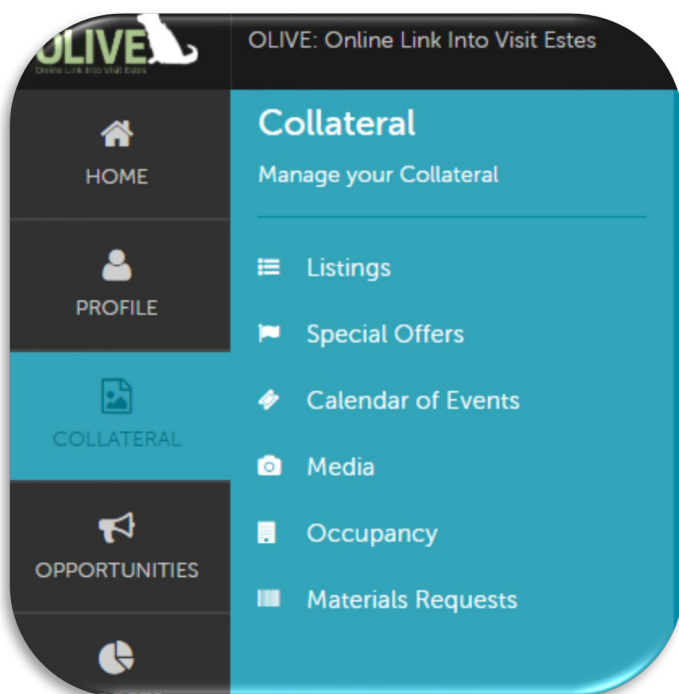 OLIVE
Online Link Into Visit Estes
OLIVE: Online Link Into Visit Estes
HOME
PROFILE
COLLATERAL
OPPORTUNITIES
Collateral
Manage your Collateral
Listings
Special Offers
Calendar of Events
Media
Occupancy
Materials Requests